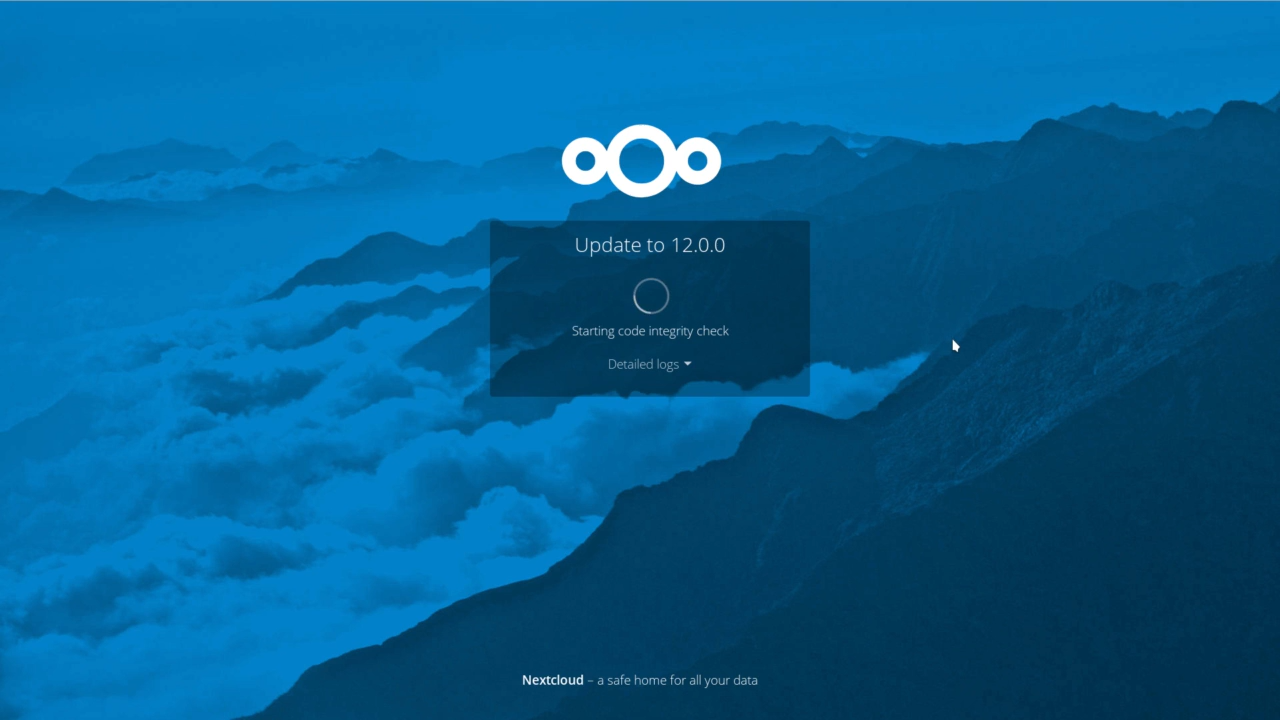 Update to 12.0.0
Starting code integrity check
Detailed logs
Nextcloud – a safe home for all your data